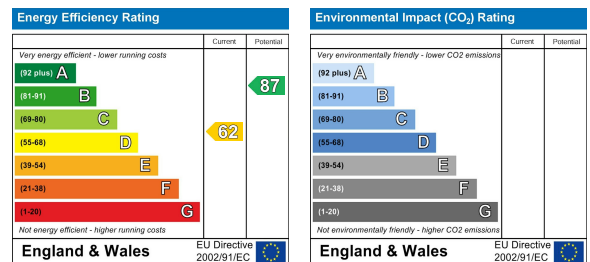 Energy Efficiency Rating
Current Potential
Very energy efficient - lower running costs
(92 plus) A
(81-91) B
87
(69-80) C
(55-68) D
62
(39-54) E
(21-38) F
(1-20) G
Not energy efficient - higher running costs
England & Wales
EU Directive
2002/91/EC
Environmental Impact (CO2) Rating
Current Potential
Very environmentally friendly - lower CO2 emissions
(92 plus) A
(81-91) B
(69-80) C
(55-68) D
(39-54) E
(21-38) F
(1-20) G
Not environmentally friendly - higher CO2 emissions
England & Wales
EU Directive
2002/91/EC